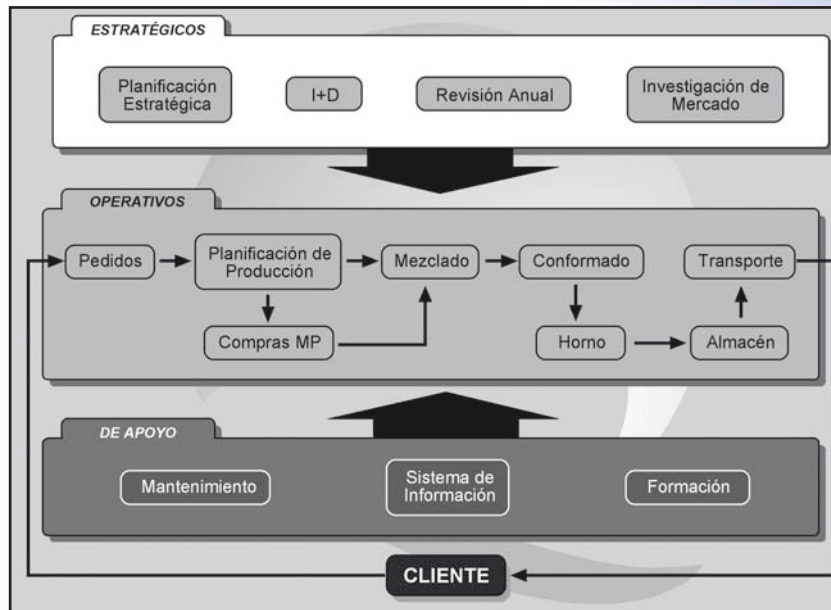 ESTRATÉGICOS
Planificación
Estratégica
I+D
Revisión Anual
Investigación de
Mercado
OPERATIVOS
Pedidos
Planificación de
Producción
Mezclado
Conformado
Transporte
Compras MP
Horno
Almacén
DE APOYO
Mantenimiento
Sistema de
Información
Formación
CLIENTE